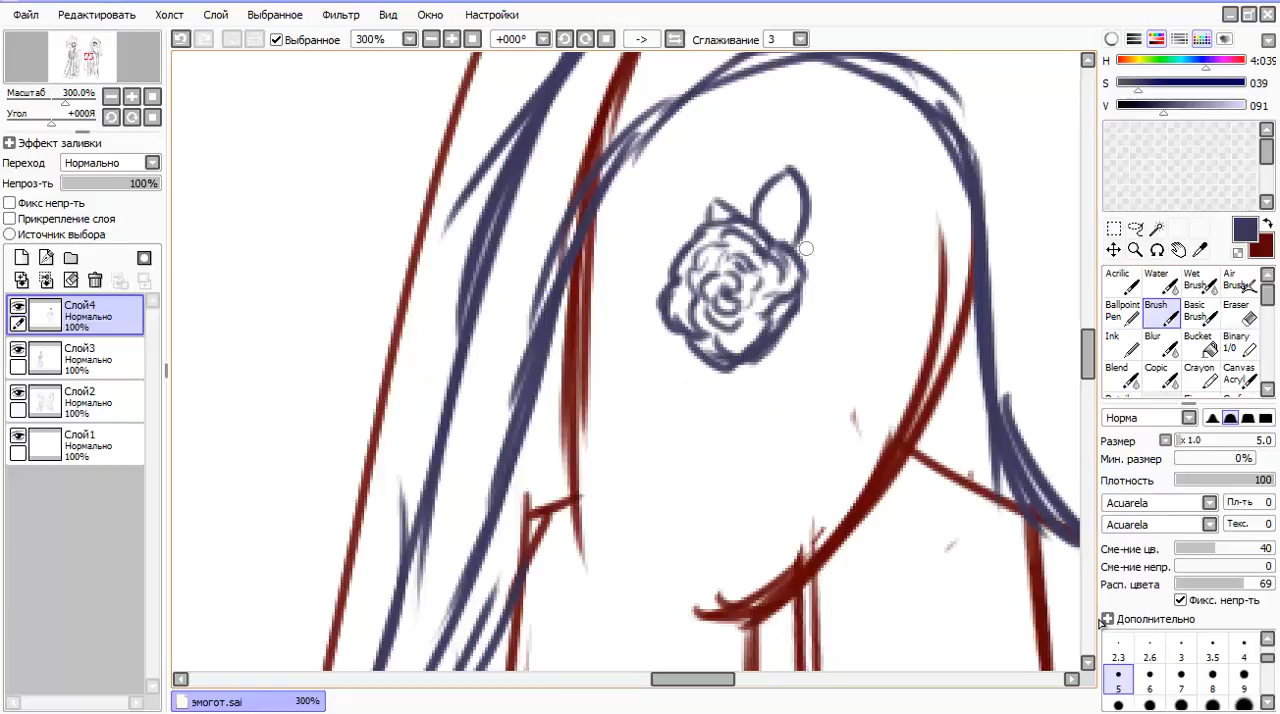 Файл Редактировать Холст Слой Выбранное Фильтр Вид Окно Настройки
Выбранное 300% +000° -> Сглаживание 3
Масштаб 300.0%
Угол +000Я
Эффект заливки
Переход Нормально
Непроз-ть 100%
Фикс непр-ть
Прикрепление слоя
Источник выбора
Слой4
Нормально
100%
Слой3
Нормально
100%
Слой2
Нормально
100%
Слой1
Нормально
100%
эмогот.sai 300%
H 4:039
S 039
V 091
Acrilic Water Wet Brush Air Brush
Ballpoint Pen Brush Basic Brush Eraser
Ink Blur Bucket Binary 1/0
Blend Copic Crayon Canvas Acryl
Норма
Размер x 1.0 5.0
Мин. размер 0%
Плотность 100
Acuarela Пл-ть 0
Acuarela Текс. 0
Сме-ние цв. 40
Сме-ние непр. 0
Расп. цвета 69
Фикс. непр-ть
Дополнительно
2.3 2.6 3 3.5 4
5 6 7 8 9